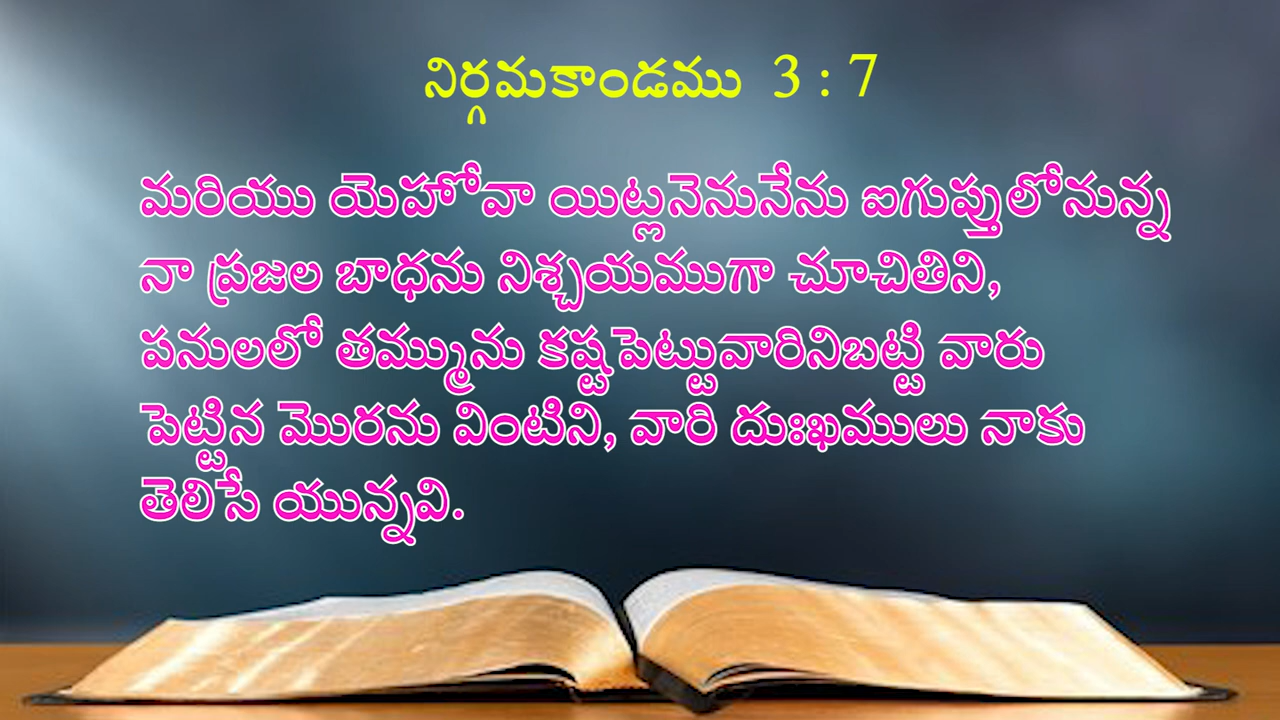 నిర్గమకాండము 3 : 7
మరియు యెహోవా యిట్లనెనునేను ఐగుప్తులోనున్న
నా ప్రజల బాధను నిశ్చయముగా చూచితిని,
పనులలో తమ్మును కష్టపెట్టువారినిబట్టి వారు
పెట్టిన మొరను వింటిని, వారి దుఃఖములు నాకు
తెలిసే యున్నవి.